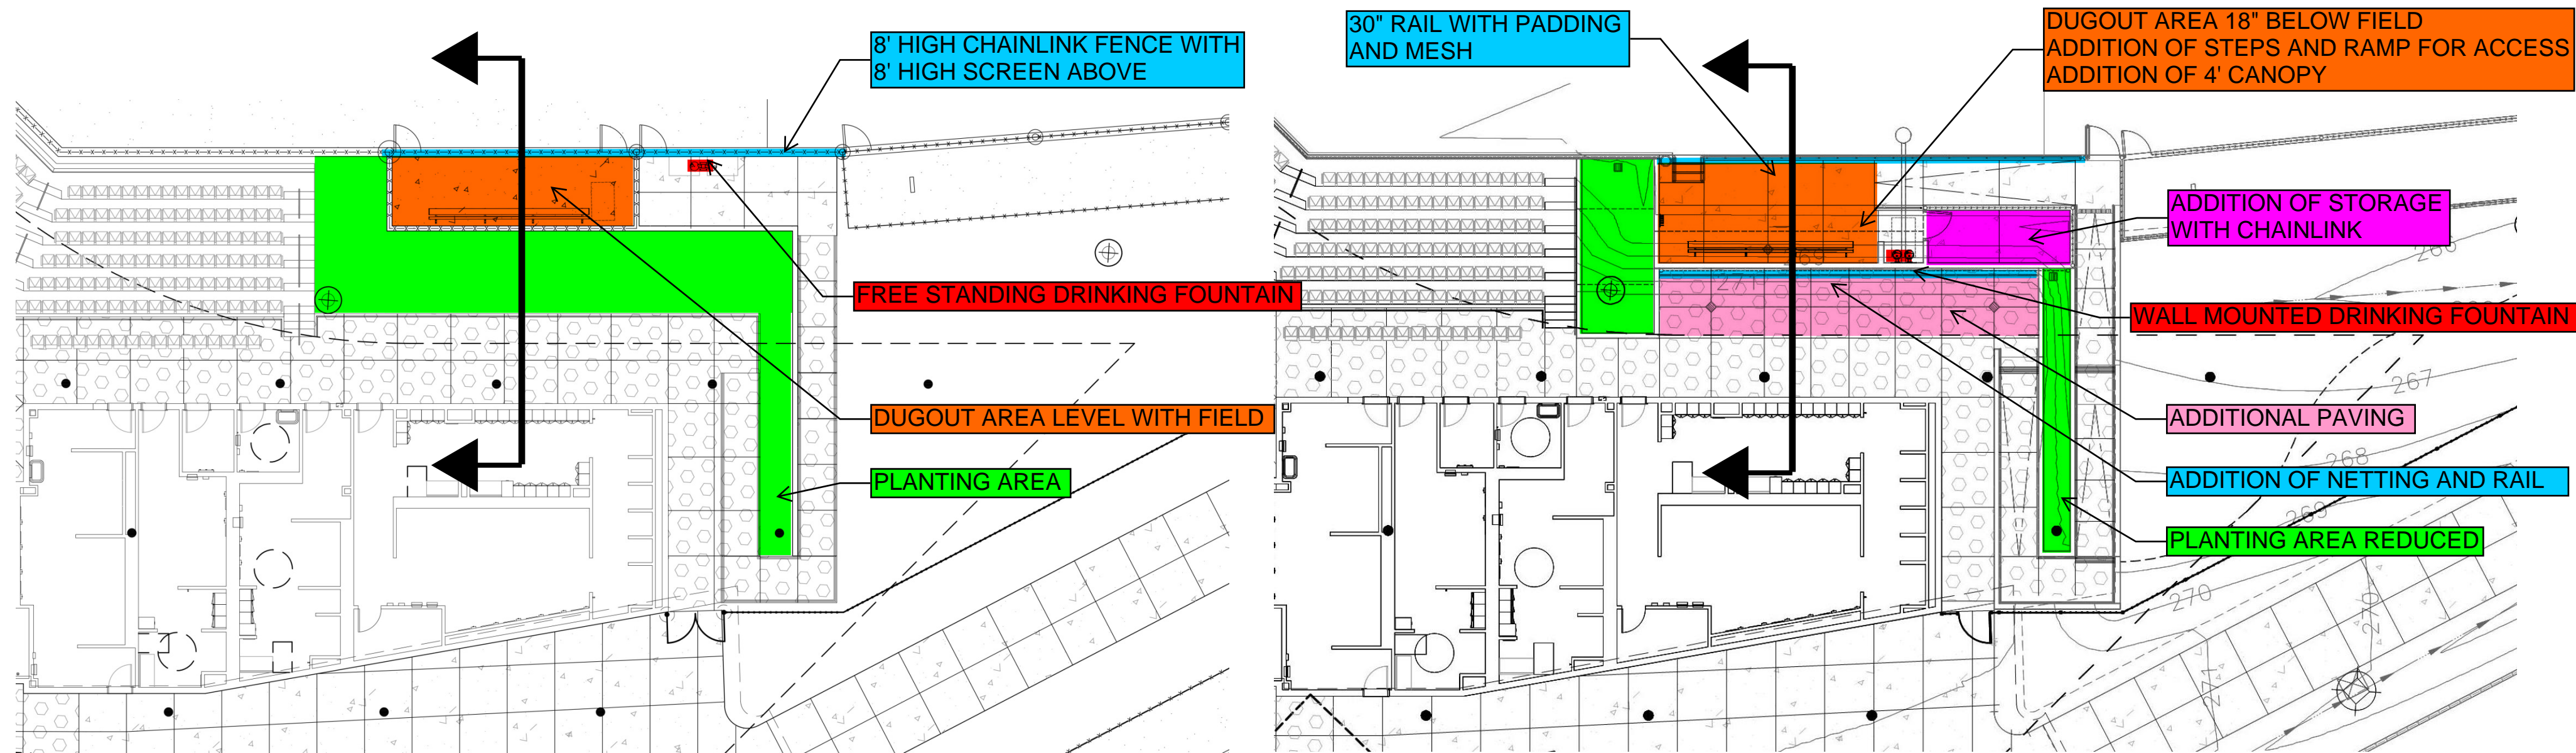 8' HIGH CHAINLINK FENCE WITH
8' HIGH SCREEN ABOVE
FREE STANDING DRINKING FOUNTAIN
DUGOUT AREA LEVEL WITH FIELD
PLANTING AREA
30" RAIL WITH PADDING
AND MESH
DUGOUT AREA 18" BELOW FIELD
ADDITION OF STEPS AND RAMP FOR ACCESS
ADDITION OF 4' CANOPY
ADDITION OF STORAGE
WITH CHAINLINK
WALL MOUNTED DRINKING FOUNTAIN
ADDITIONAL PAVING
ADDITION OF NETTING AND RAIL
PLANTING AREA REDUCED
267
268
269
270
270
271